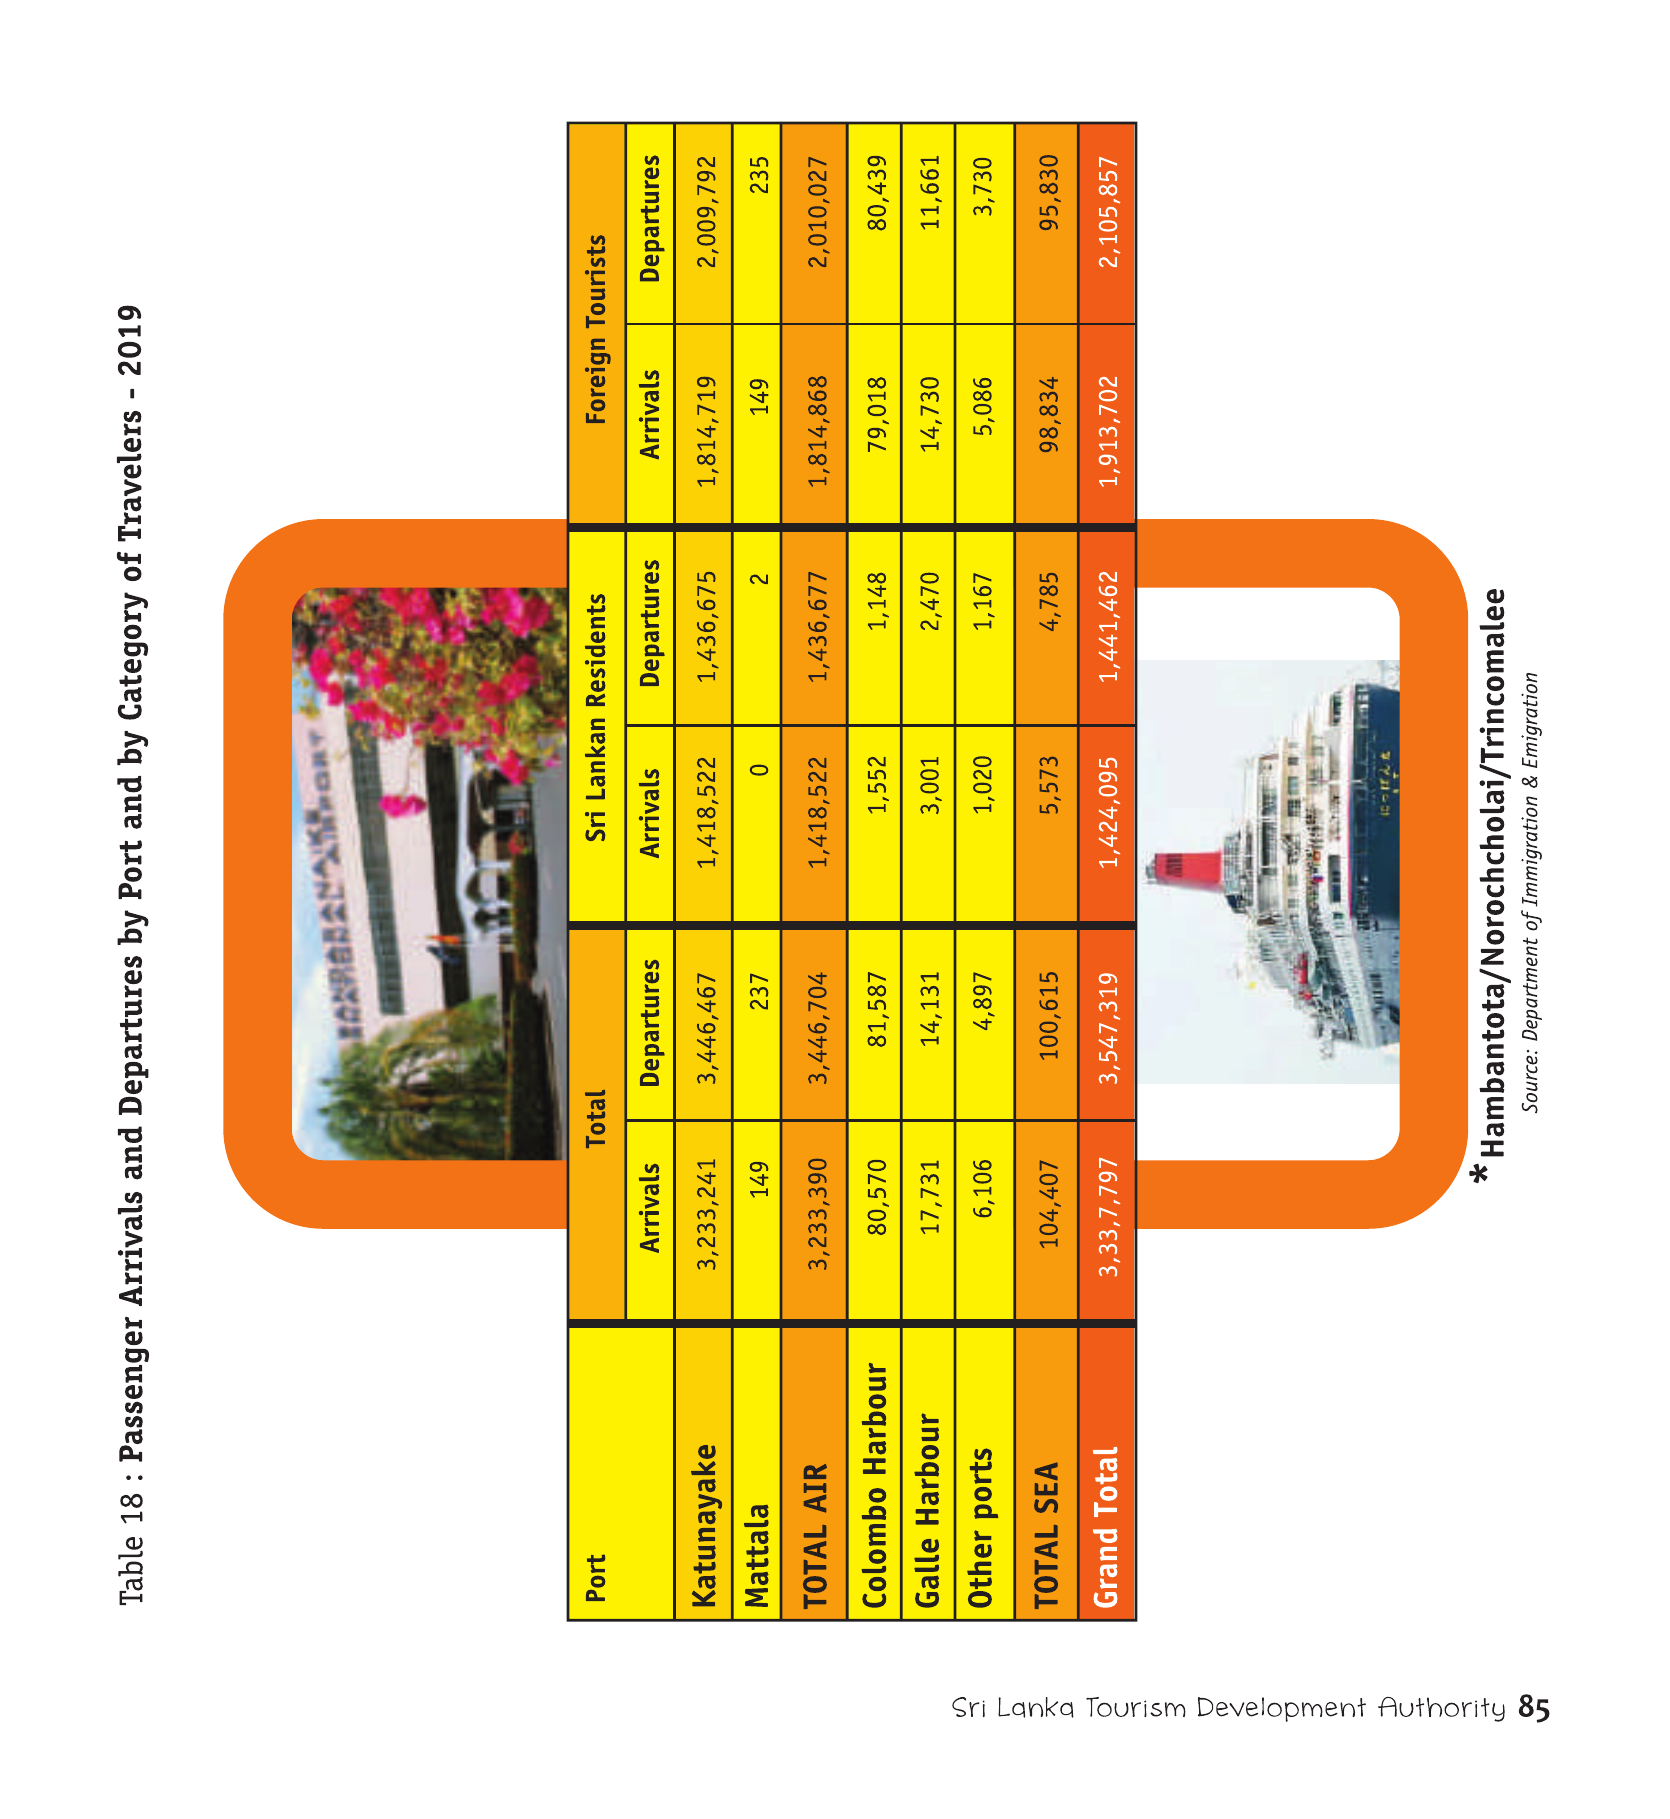 Table 18 : Passenger Arrivals and Departures by Port and by Category of Travelers - 2019
Port Total Sri Lankan Residents Foreign Tourists
Arrivals Departures Arrivals Departures Arrivals Departures
Katunayake 3,233,241 3,446,467 1,418,522 1,436,675 1,814,719 2,009,792
Mattala 149 237 0 2 149 235
TOTAL AIR 3,233,390 3,446,704 1,418,522 1,436,677 1,814,868 2,010,027
Colombo Harbour 80,570 81,587 1,552 1,148 79,018 80,439
Galle Harbour 17,731 14,131 3,001 2,470 14,730 11,661
Other ports 6,106 4,897 1,020 1,167 5,086 3,730
TOTAL SEA 104,407 100,615 5,573 4,785 98,834 95,830
Grand Total 3,33,7,797 3,547,319 1,424,095 1,441,462 1,913,702 2,105,857
*Hambantota/Norochcholai/Trincomalee
Source: Department of Immigration & Emigration
Sri Lanka Tourism Development Authority 85